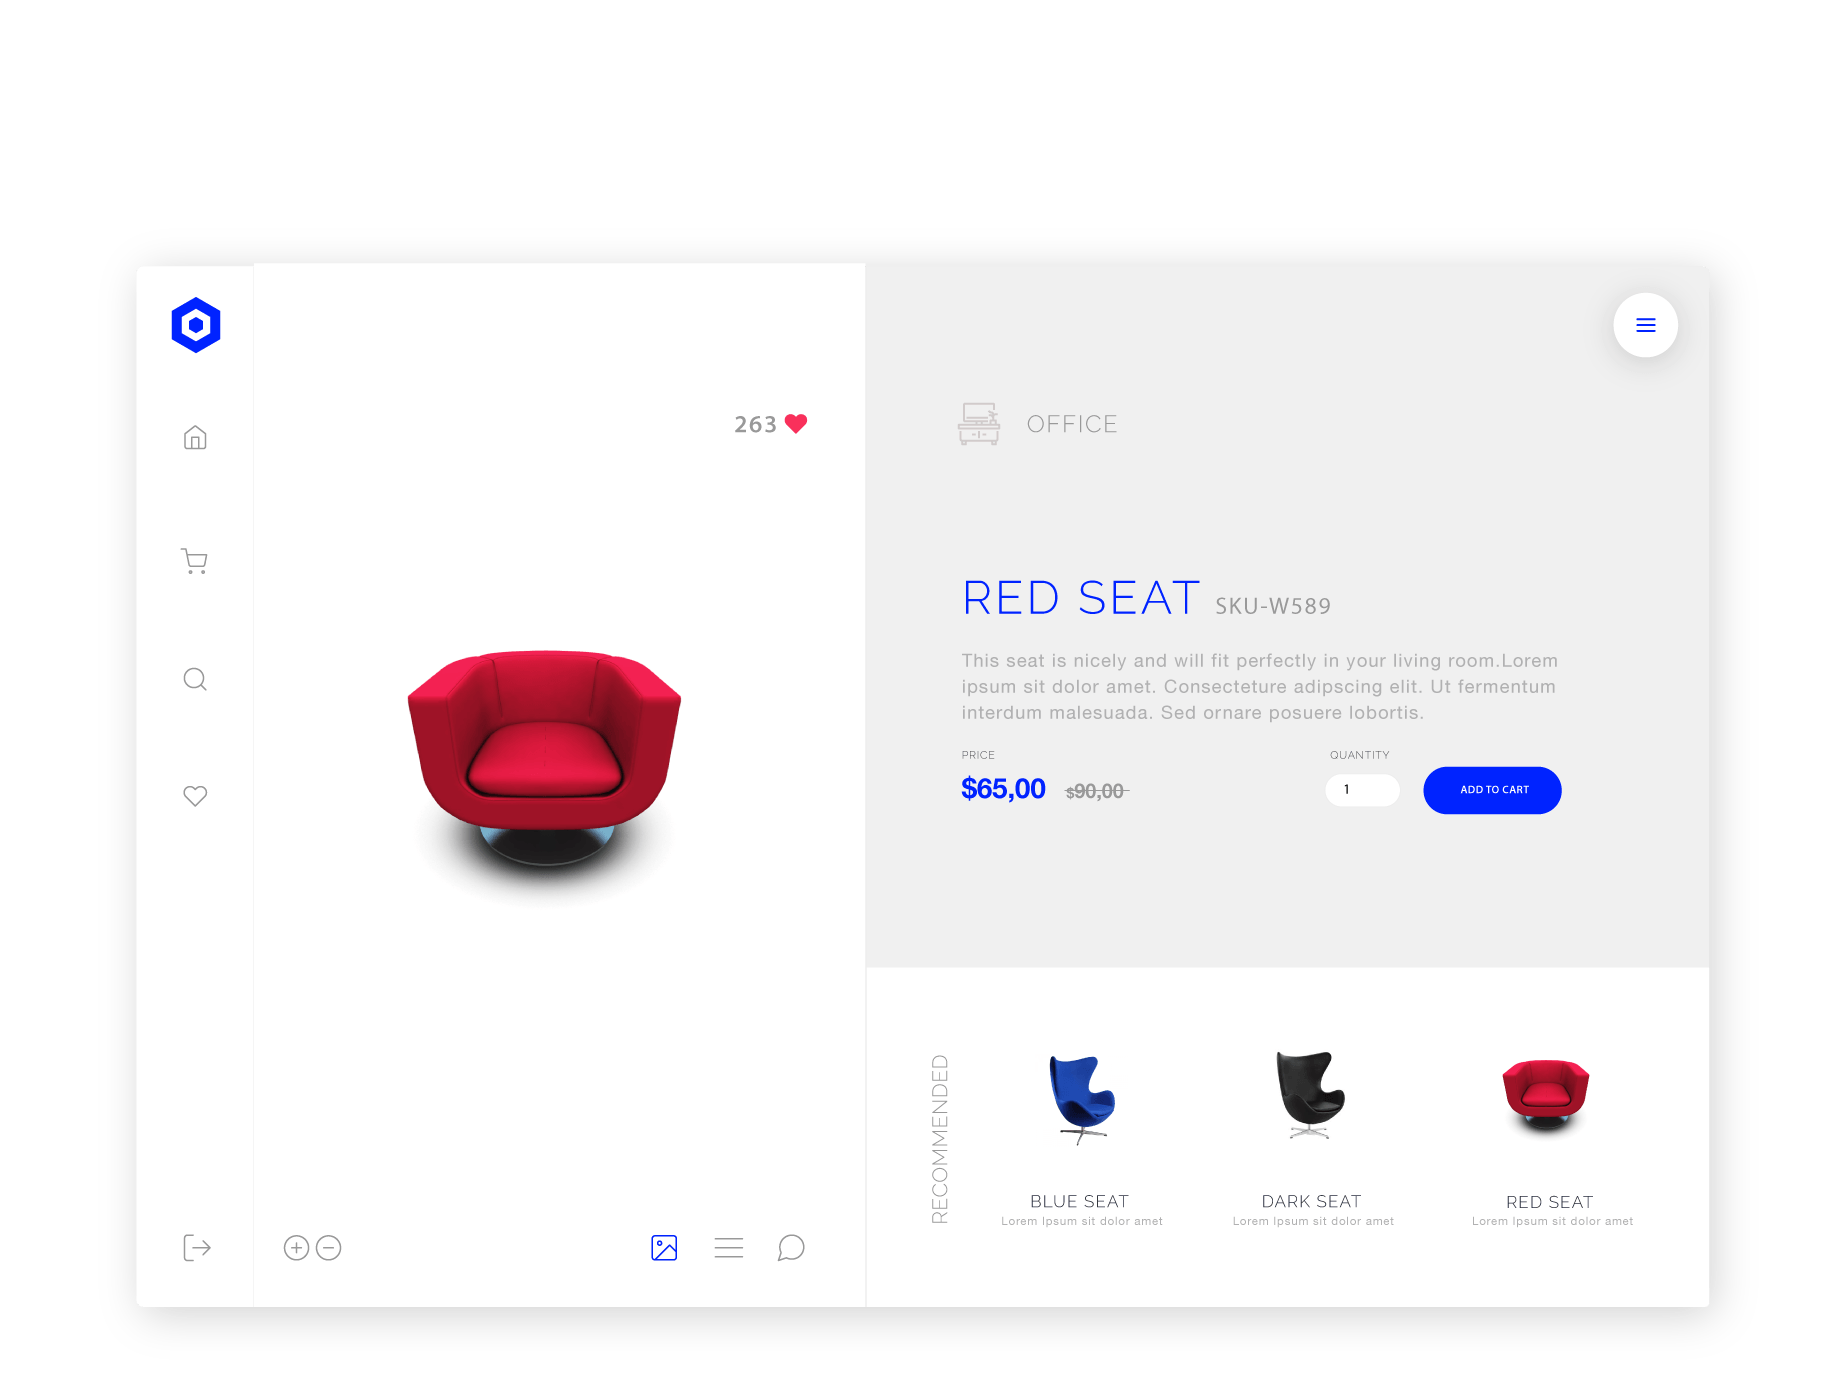 263
OFFICE
RED SEAT SKU-W589
This seat is nicely and will fit perfectly in your living room.Lorem
ipsum sit dolor amet. Consecteture adipscing elit. Ut fermentum
interdum malesuada. Sed ornare posuere lobortis.
PRICE
QUANTITY
$65,00 $90,00
1
ADD TO CART
RECOMMENDED
BLUE SEAT
Lorem Ipsum sit dolor amet
DARK SEAT
Lorem Ipsum sit dolor amet
RED SEAT
Lorem Ipsum sit dolor amet